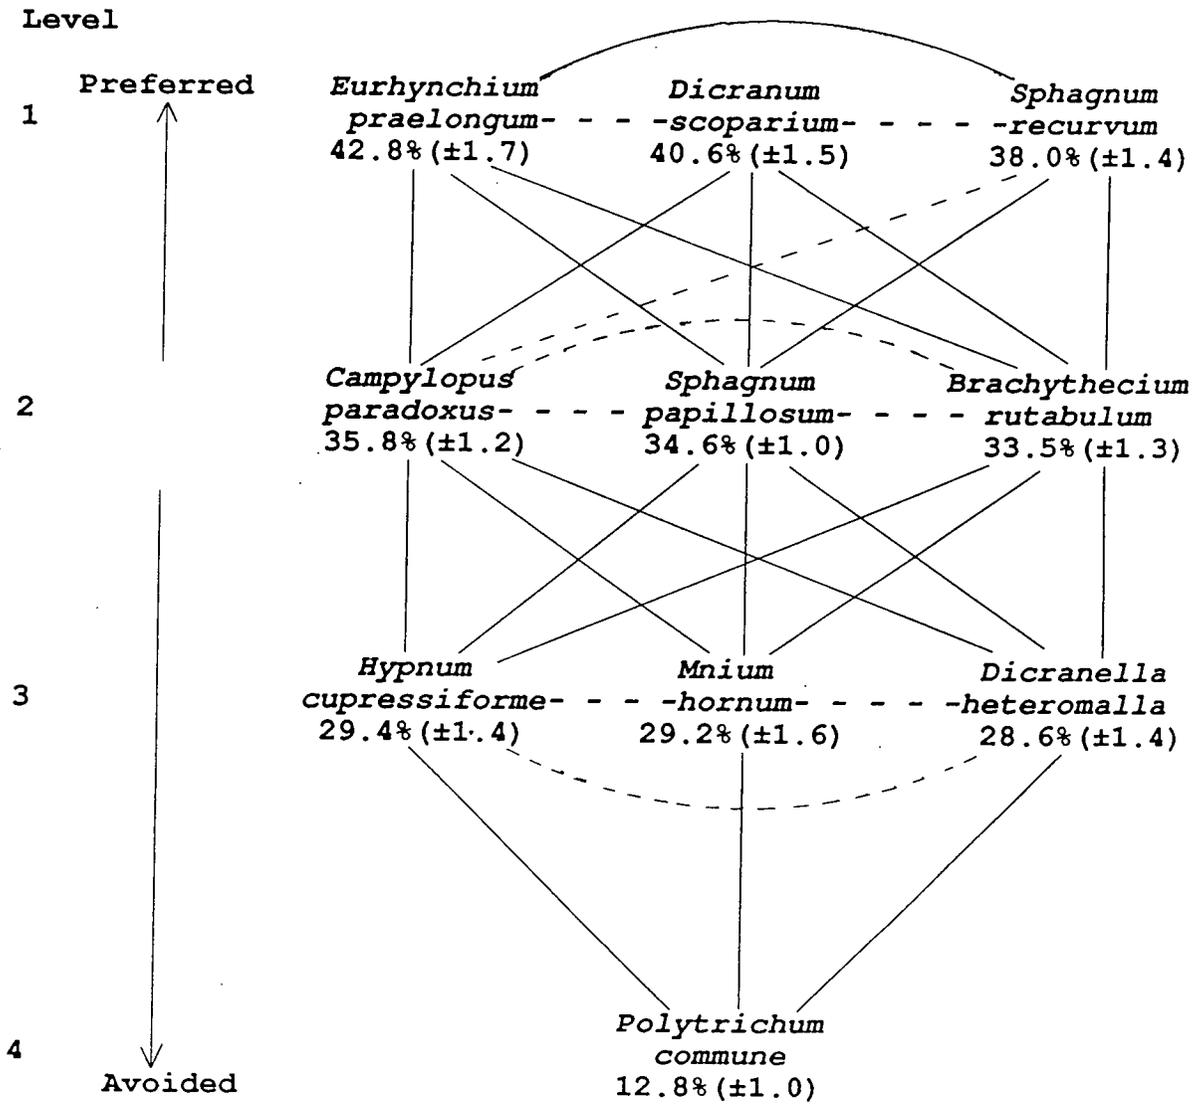 Level
Preferred
1
Eurhynchium
praelongum
42.8%(±1.7)
Dicranum
scoparium
40.6%(±1.5)
Sphagnum
recurvum
38.0%(±1.4)
2
Campylopus
paradoxus
35.8%(±1.2)
Sphagnum
papillosum
34.6%(±1.0)
Brachythecium
rutabulum
33.5%(±1.3)
3
Hypnum
cupressiforme
29.4%(±1.4)
Mnium
hornum
29.2%(±1.6)
Dicranella
heteromalla
28.6%(±1.4)
4
Polytrichum
commune
12.8%(±1.0)
Avoided